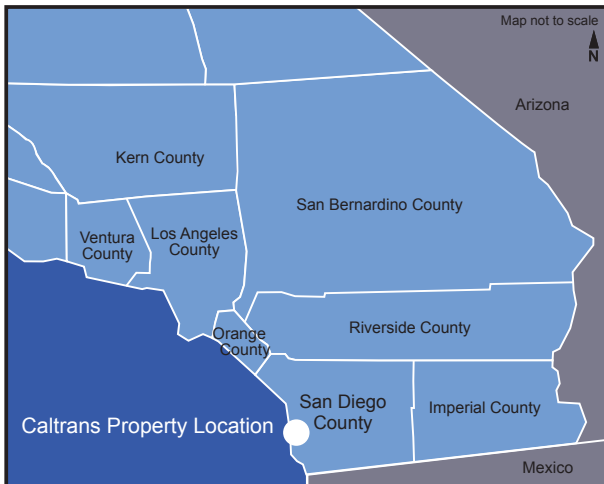 Map not to scale
N
Arizona
Kern County
San Bernardino County
Ventura
County
Los Angeles
County
Orange
County
Riverside County
San Diego
County
Imperial County
Caltrans Property Location
Mexico